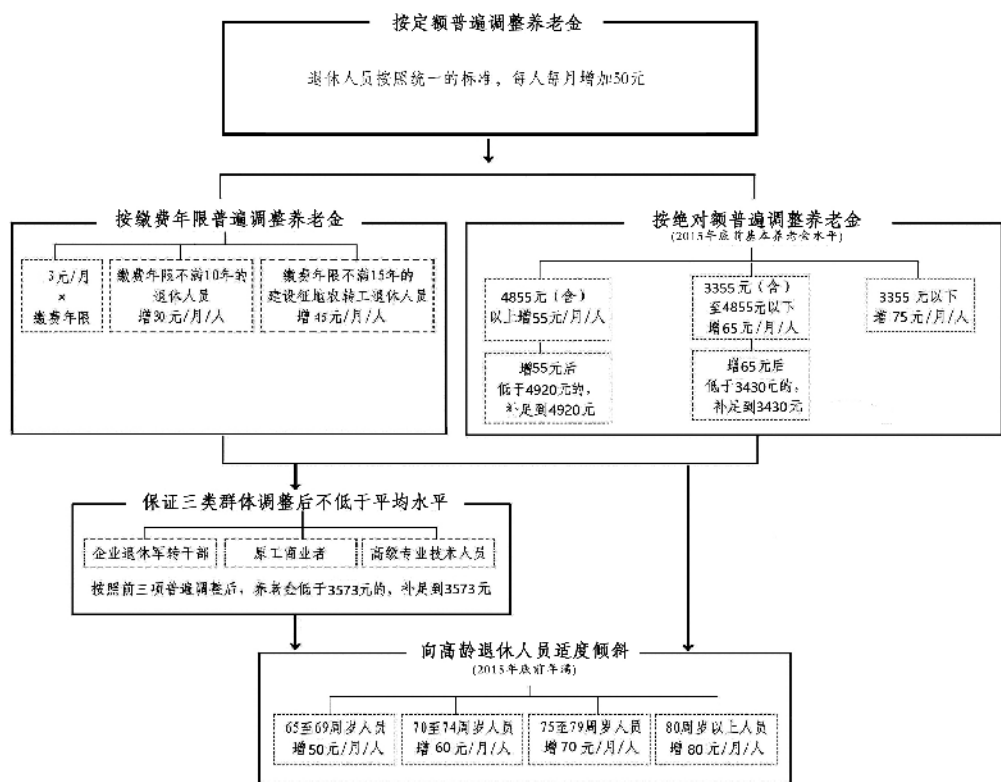 按定额普遍调整养老金
退休人员按照统一的标准，每人每月增加50元
按缴费年限普遍调整养老金
3元/月
×
缴费年限
缴费年限不满10年的
退休人员
增30元/月/人
缴费年限不满15年的
建设征地农转工退休人员
增45元/月/人
按绝对额普遍调整养老金
(2015年底前基本养老金水平)
4855元（含）
以上增55元/月/人
增55元后
低于4920元的，
补足到4920元
3355元（含）
至4855元以下
增65元/月/人
增65元后
低于3430的，
补足到3430元
3355元以下
增75元/月/人
保证三类群体调整后不低于平均水平
企业退休军转干部
原工商业者
高级专业技术人员
按照前三项普遍调整后，养老金低于3573元的，补足到3573元
向高龄退休人员适度倾斜
(2015年底前年满)
65至69周岁人员
增50元/月/人
70至74周岁人员
增60元/月/人
75至79周岁人员
增70元/月/人
80周岁以上人员
增80元/月/人